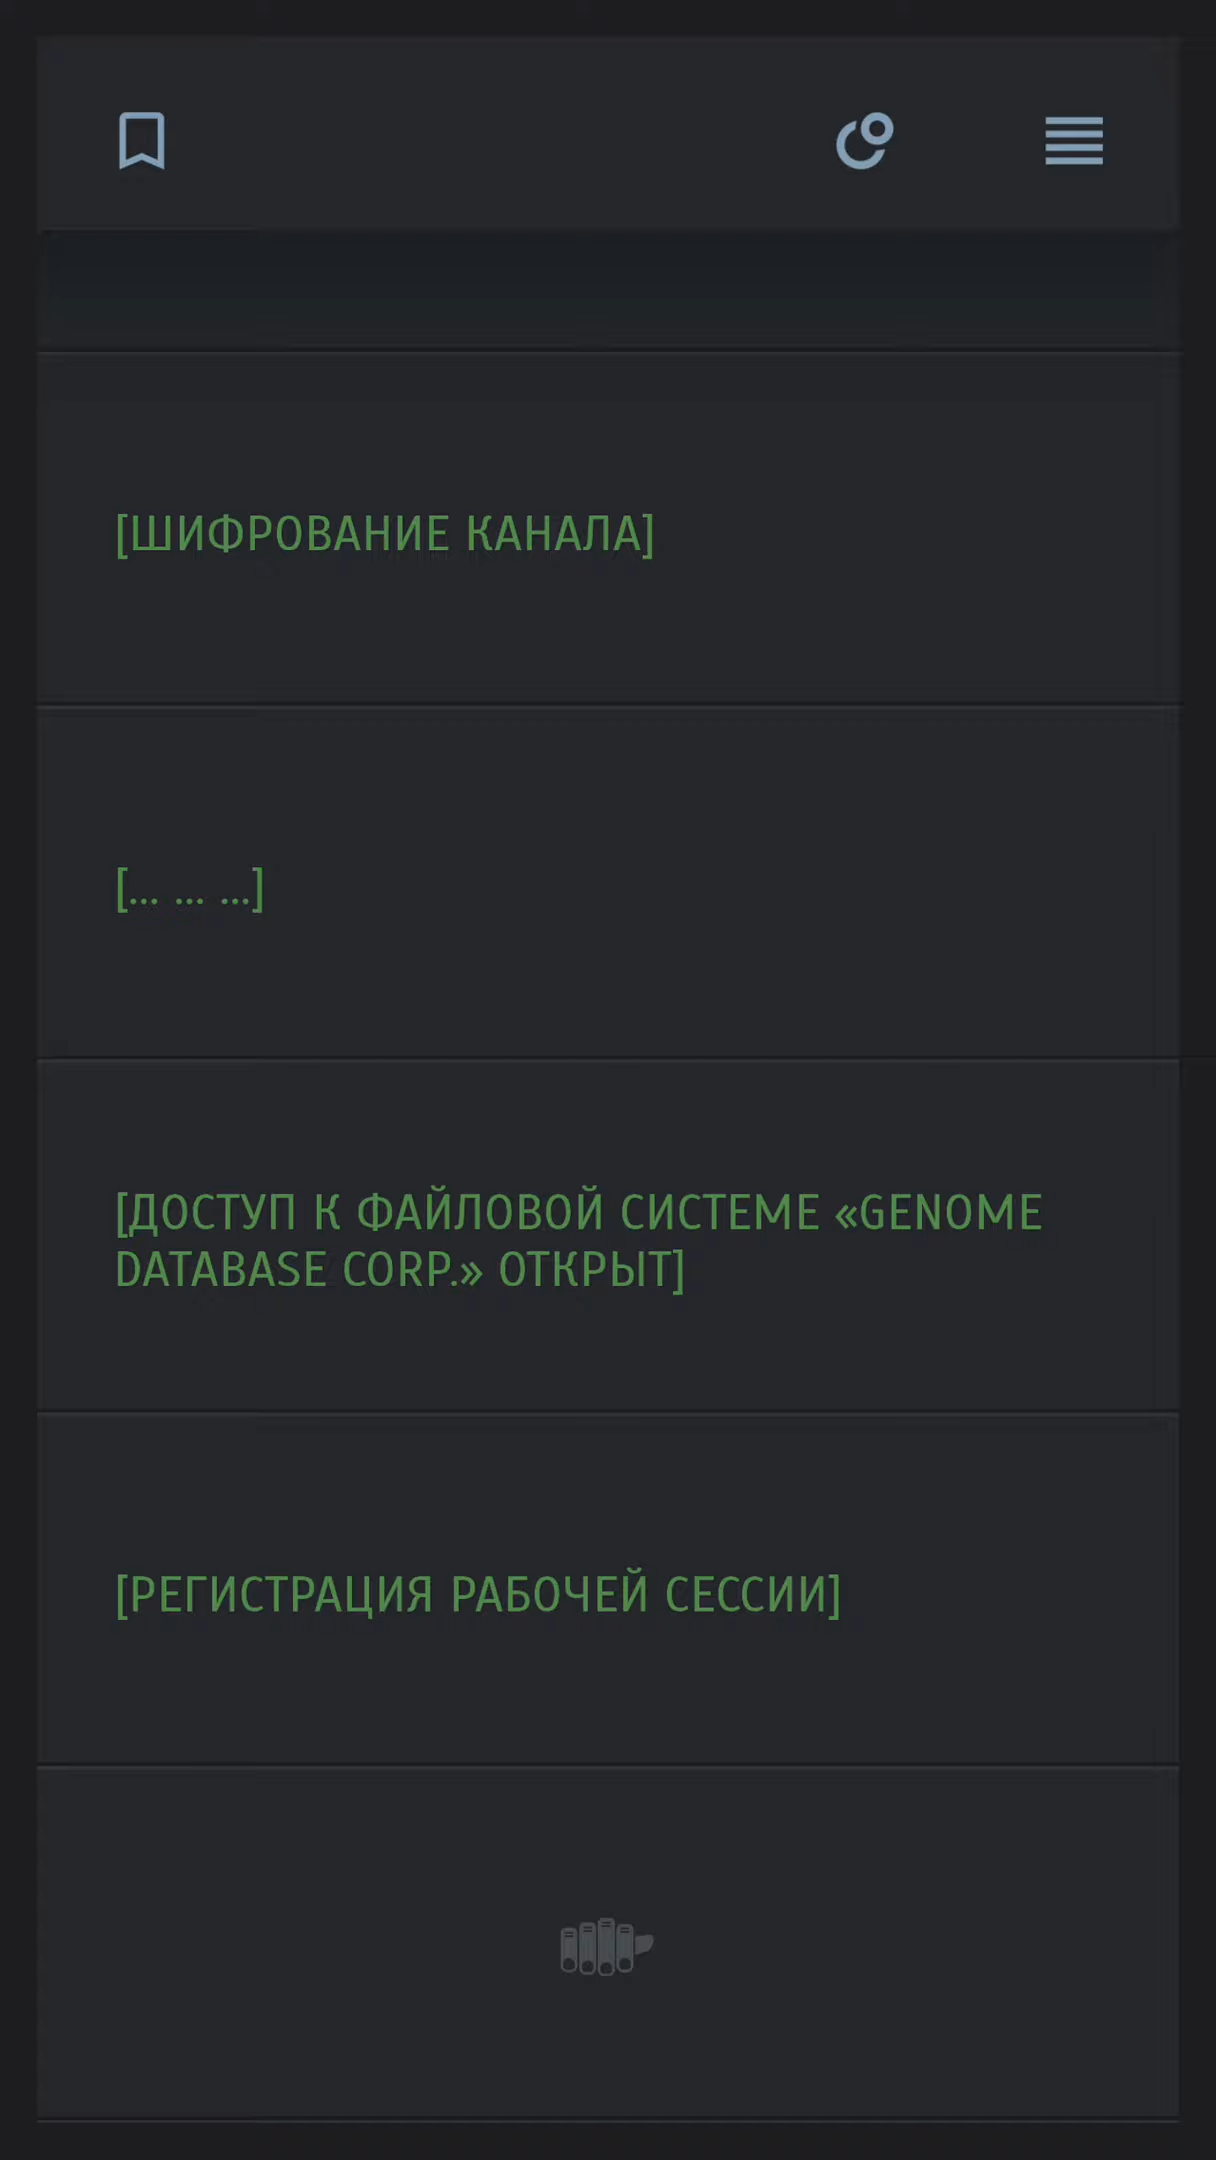 [ШИФРОВАНИЕ КАНАЛА]
[... ... ...]
[ДОСТУП К ФАЙЛОВОЙ СИСТЕМЕ «GENOME
DATABASE CORP.» ОТКРЫТ]
[РЕГИСТРАЦИЯ РАБОЧЕЙ СЕССИИ]